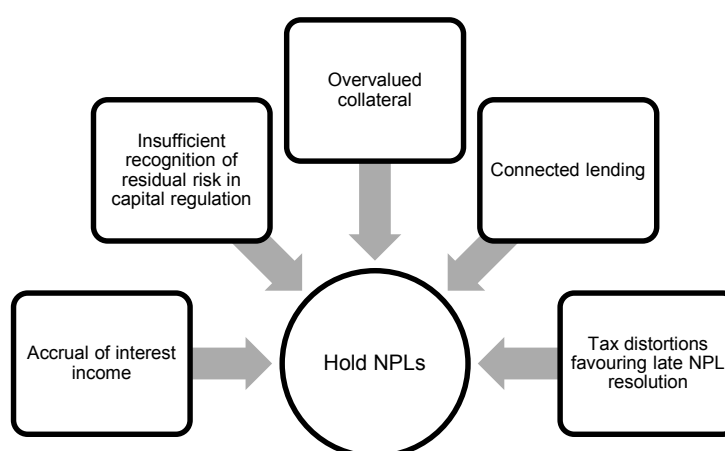 Overvalued
collateral
Insufficient
recognition of
residual risk in
capital regulation
Connected lending
Accrual of interest
income
Hold NPLs
Tax distortions
favouring late NPL
resolution